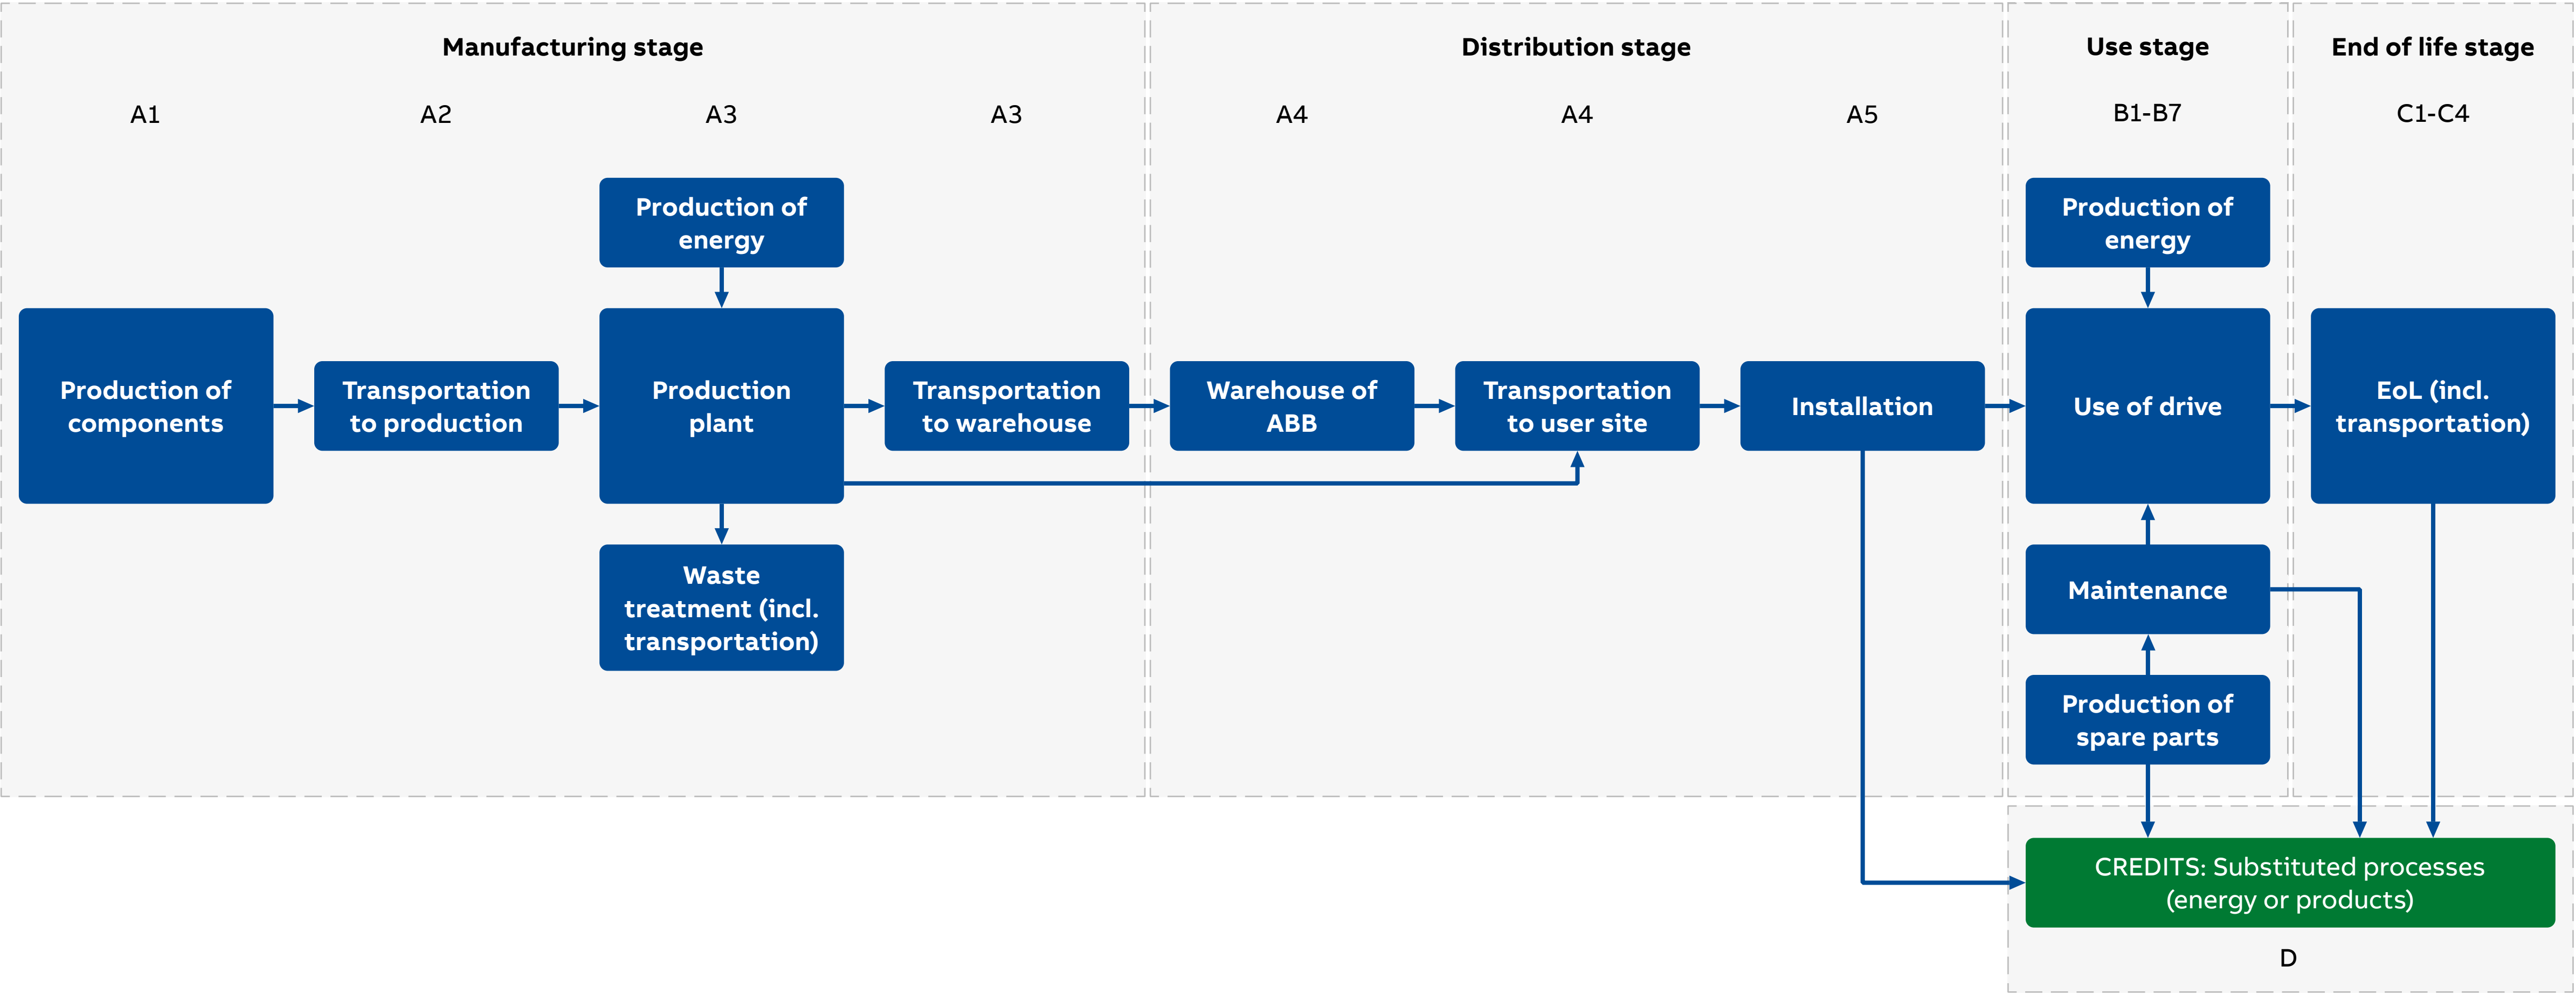 Manufacturing stage
Distribution stage
Use stage
End of life stage
A1
A2
A3
A3
A4
A4
A5
B1-B7
C1-C4
Production of
energy
Production of
energy
Production of
components
Transportation
to production
Production
plant
Transportation
to warehouse
Warehouse of
ABB
Transportation
to user site
Installation
Use of drive
EoL (incl.
transportation)
Waste
treatment (incl.
transportation)
Maintenance
Production of
spare parts
CREDITS: Substituted processes
(energy or products)
D